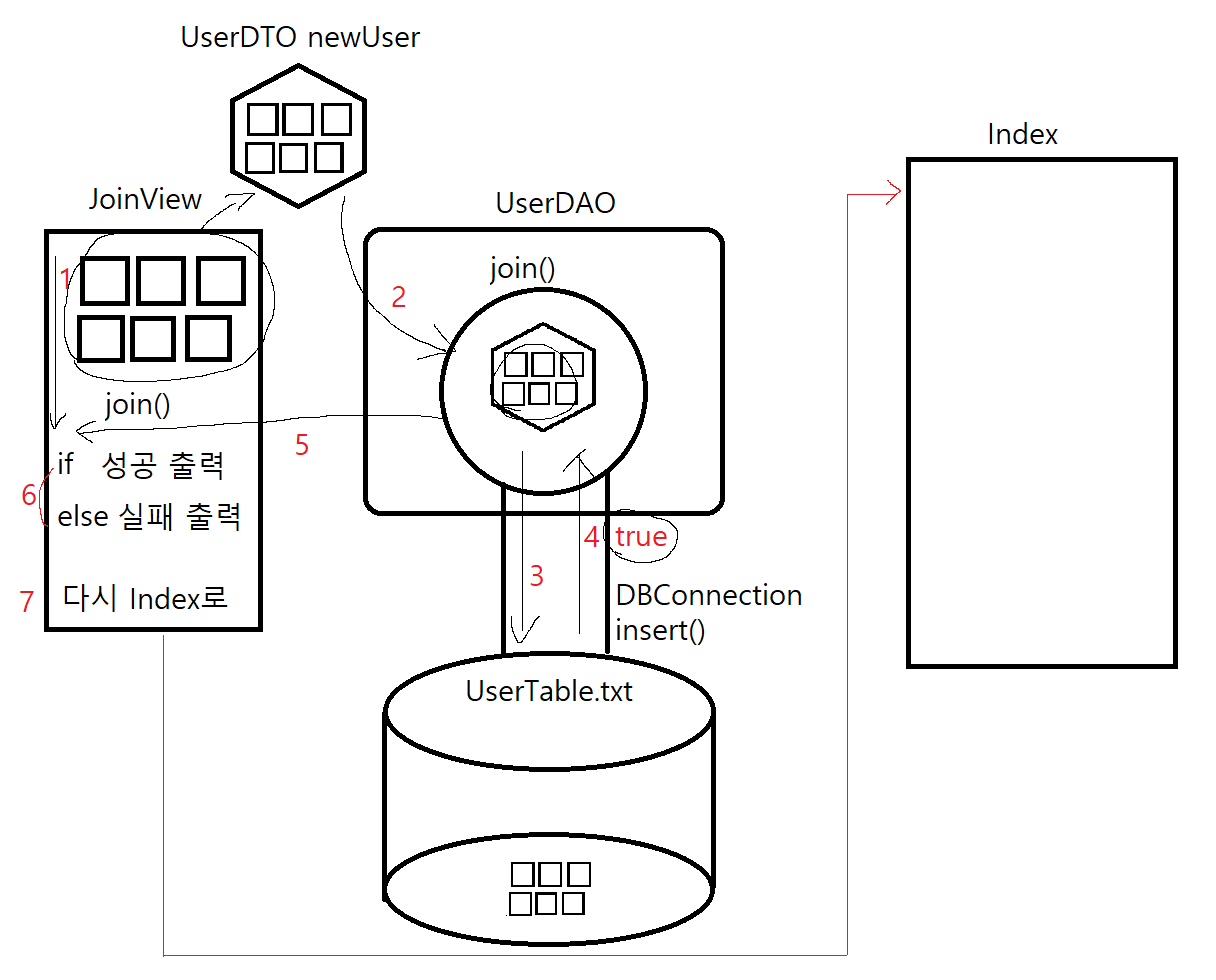 UserDTO newUser
JoinView
UserDAO
Index
1
join()
2
join()
5
if 성공 출력
6
else 실패 출력
4 true
3
7 다시 Index로
DBConnection
insert()
UserTable.txt